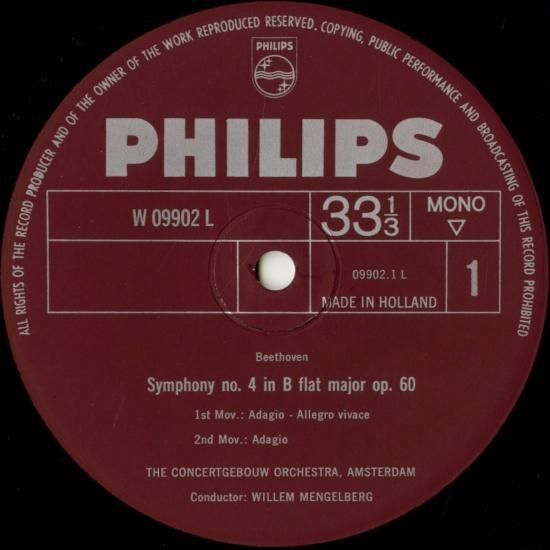 ALL RIGHTS OF THE RECORD PRODUCER AND OF THE OWNER OF THE WORK REPRODUCED RESERVED. COPYING, PUBLIC PERFORMANCE AND BROADCASTING OF THIS RECORD PROHIBITED
PHILIPS
PHILIPS
W 09902 L
33 1/3
MONO
▽
09902.1 L
1
MADE IN HOLLAND
Beethoven
Symphony no. 4 in B flat major op. 60
1st Mov.: Adagio - Allegro vivace
2nd Mov.: Adagio
THE CONCERTGEBOUW ORCHESTRA, AMSTERDAM
Conductor: WILLEM MENGELBERG